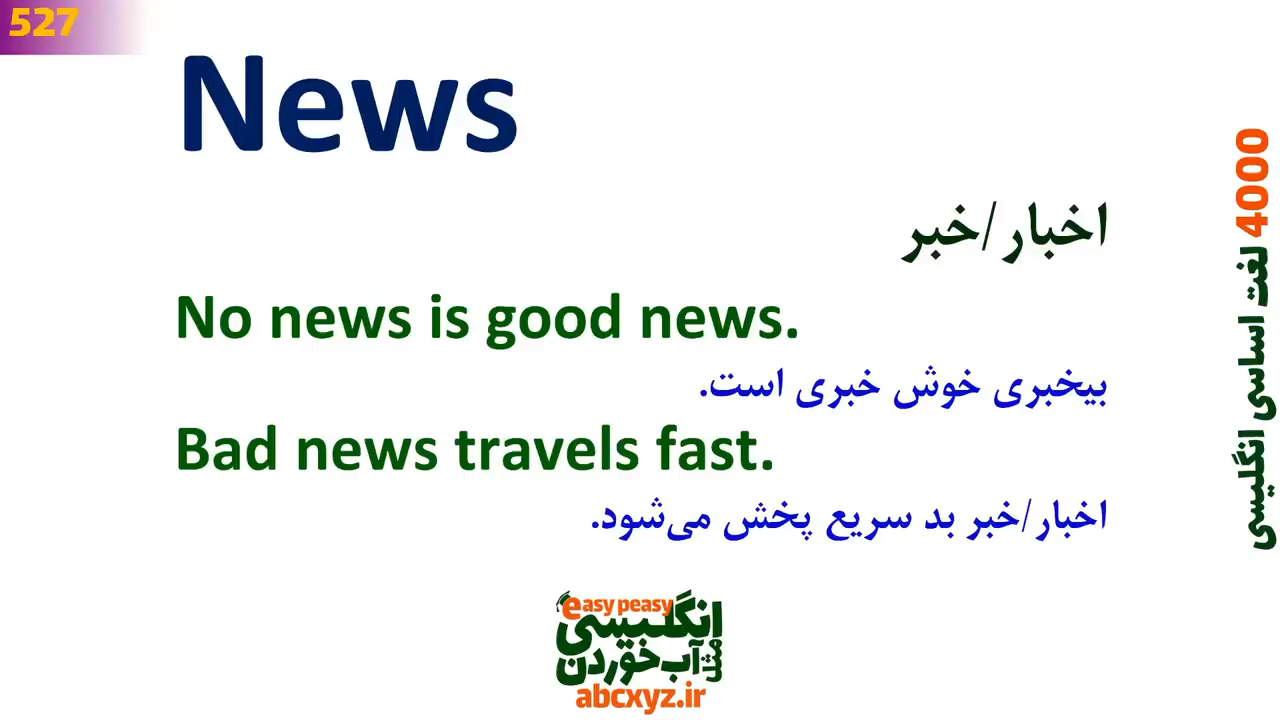 527
News
اخبار/خبر
No news is good news.
بیخبری خوش خبری است.
Bad news travels fast.
اخبار/خبر بد سریع پخش می‌شود.
4000 لغت اساسی انگلیسی
easy peasy
انگلیسی
مثل آب خوردن
abcxyz.ir